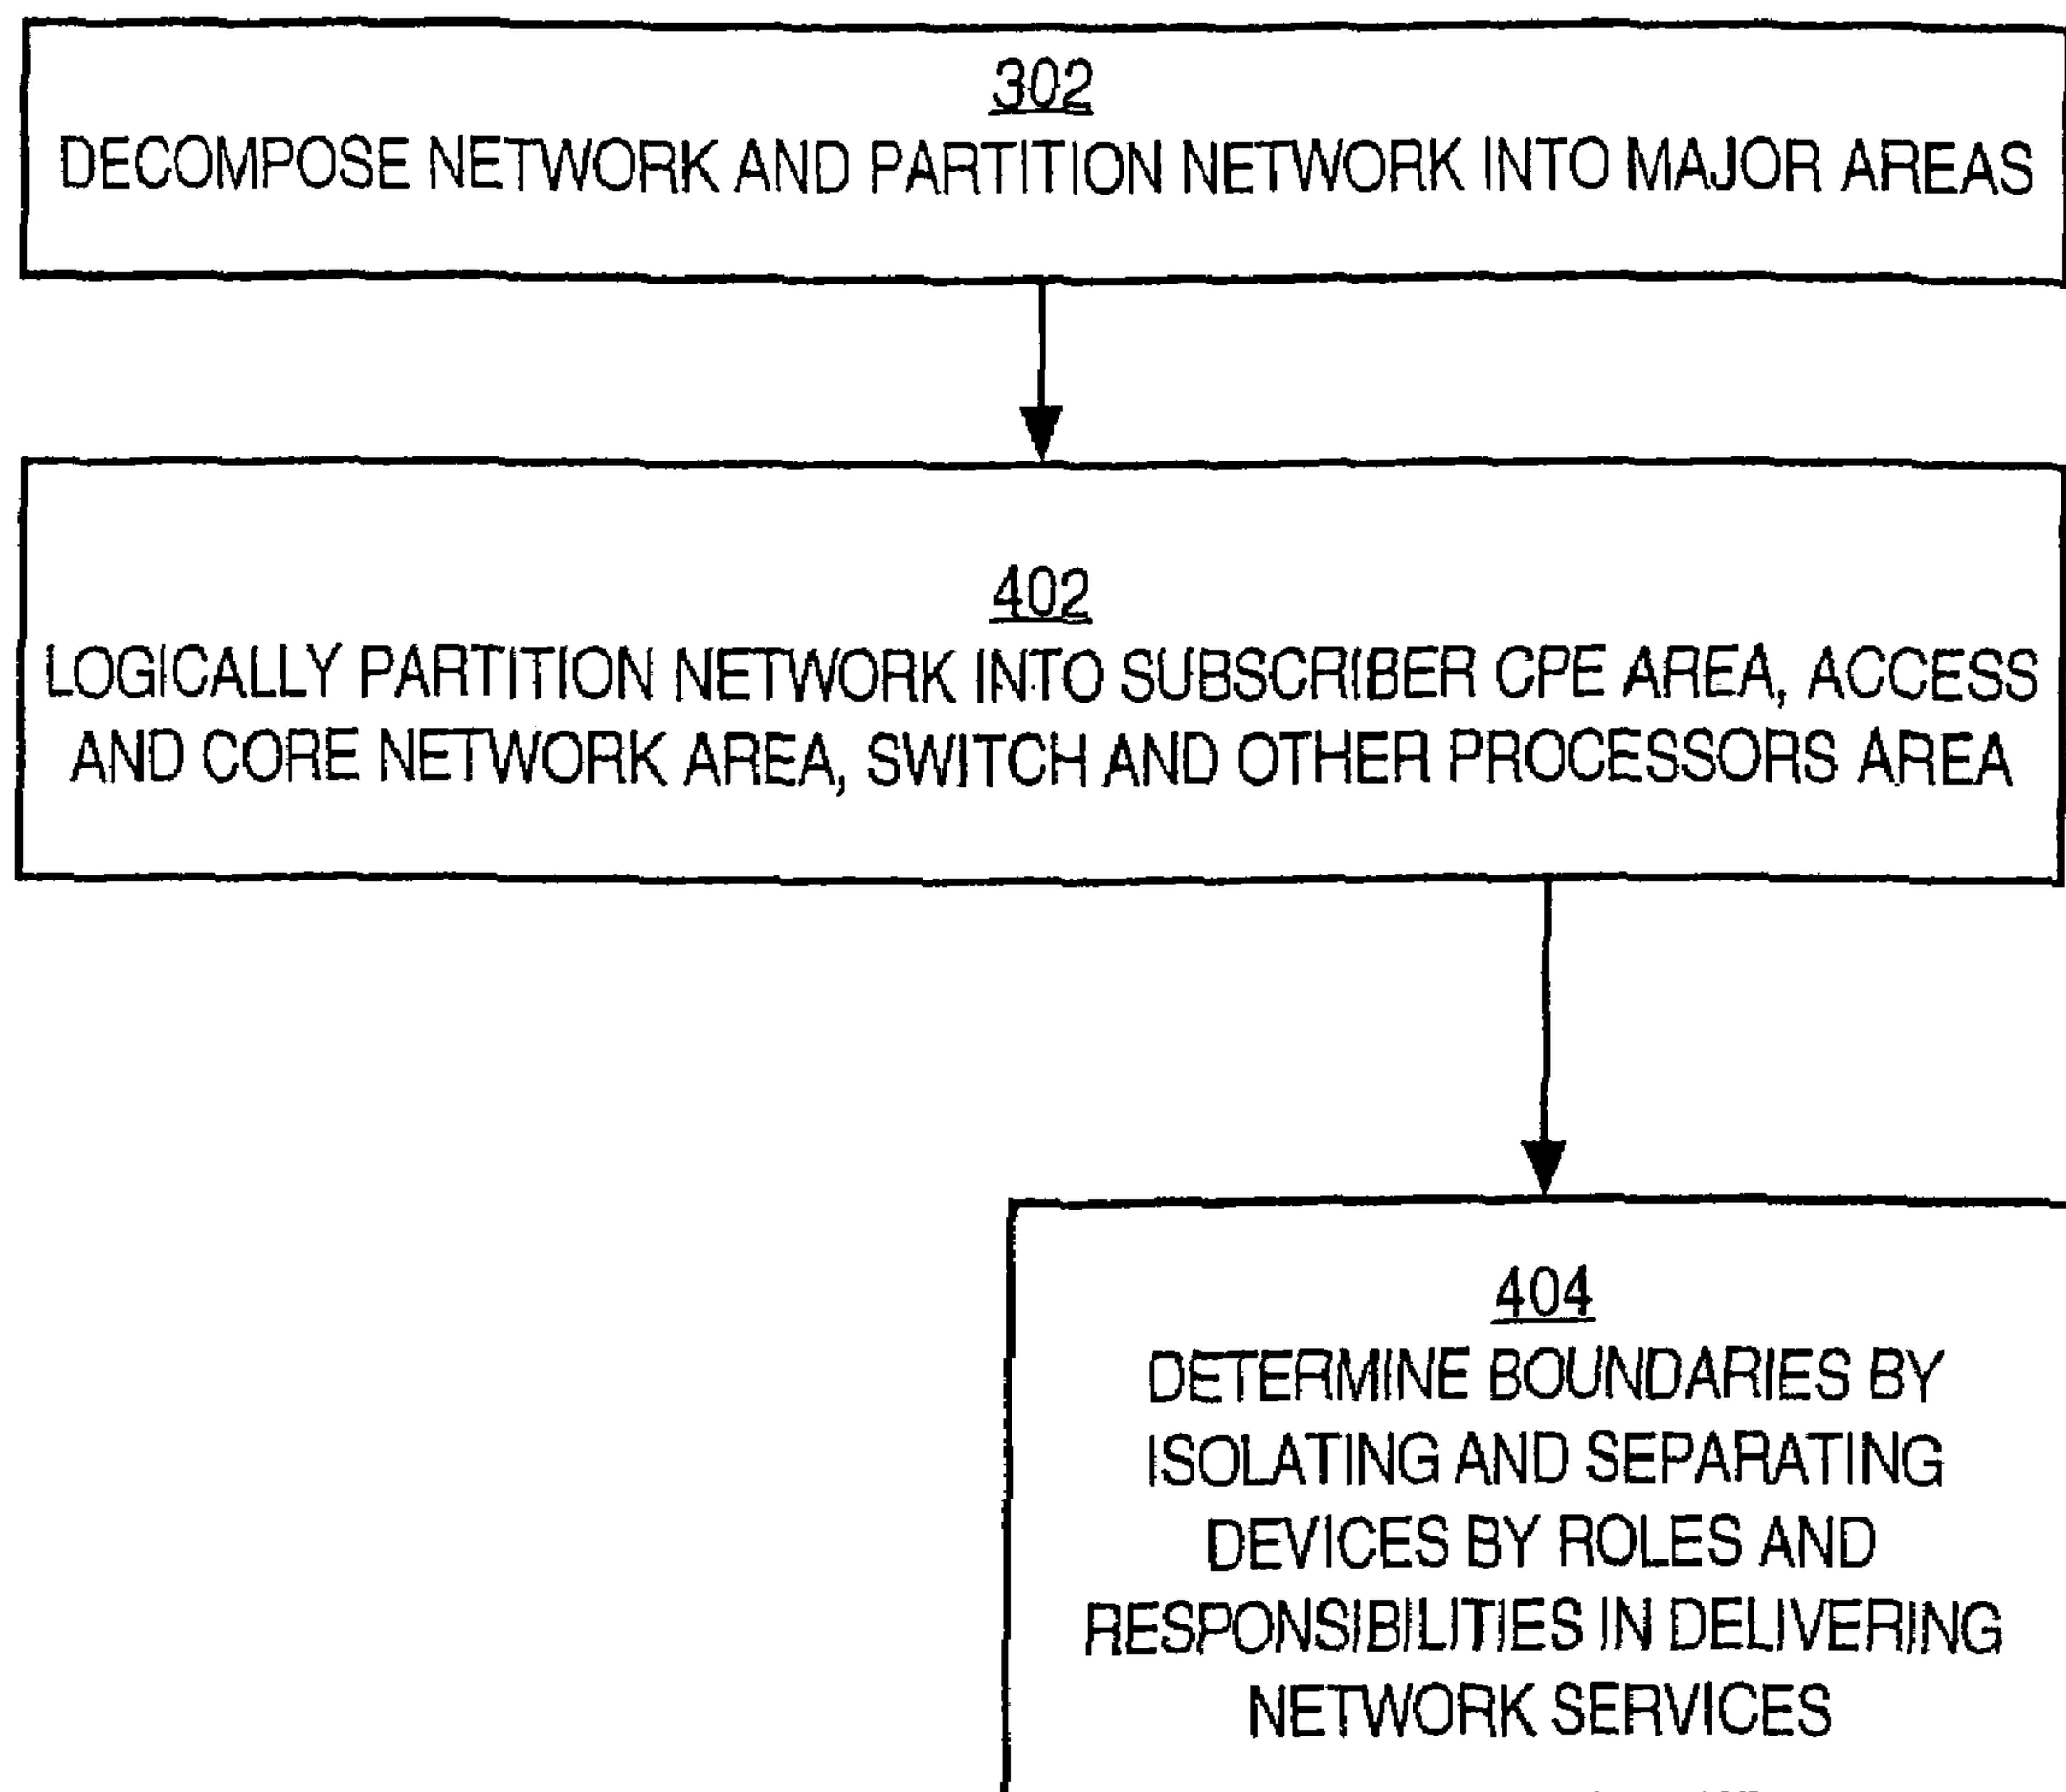 302
DECOMPOSE NETWORK AND PARTITION NETWORK INTO MAJOR AREAS
402
LOGICALLY PARTITION NETWORK INTO SUBSCRIBER CPE AREA, ACCESS
AND CORE NETWORK AREA, SWITCH AND OTHER PROCESSORS AREA
404
DETERMINE BOUNDARIES BY
ISOLATING AND SEPARATING
DEVICES BY ROLES AND
RESPONSIBILITIES IN DELIVERING
NETWORK SERVICES